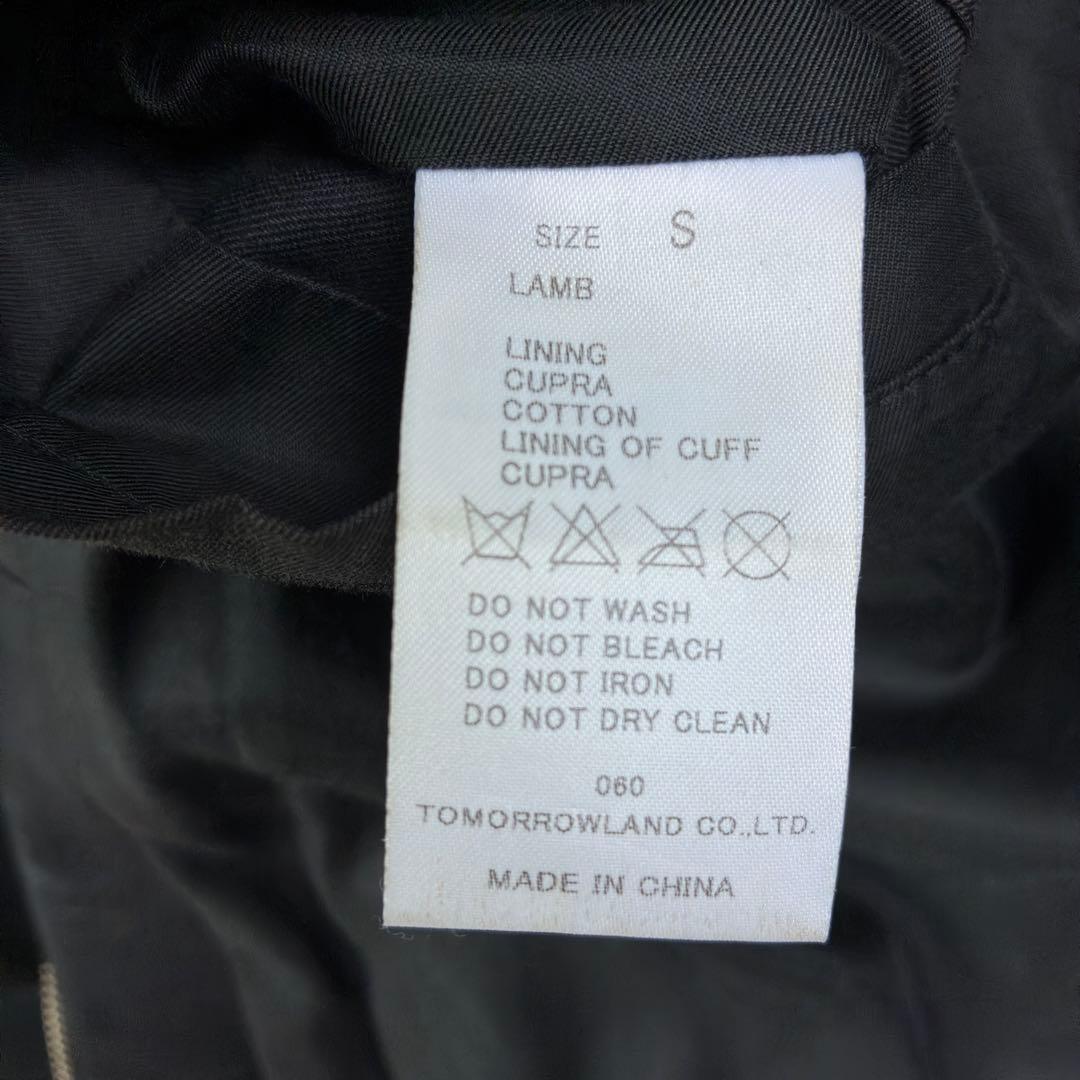 SIZE S
LAMB
LINING
CUPRA
COTTON
LINING OF CUFF
CUPRA
DO NOT WASH
DO NOT BLEACH
DO NOT IRON
DO NOT DRY CLEAN
060
TOMORROWLAND CO.,LTD.
MADE IN CHINA